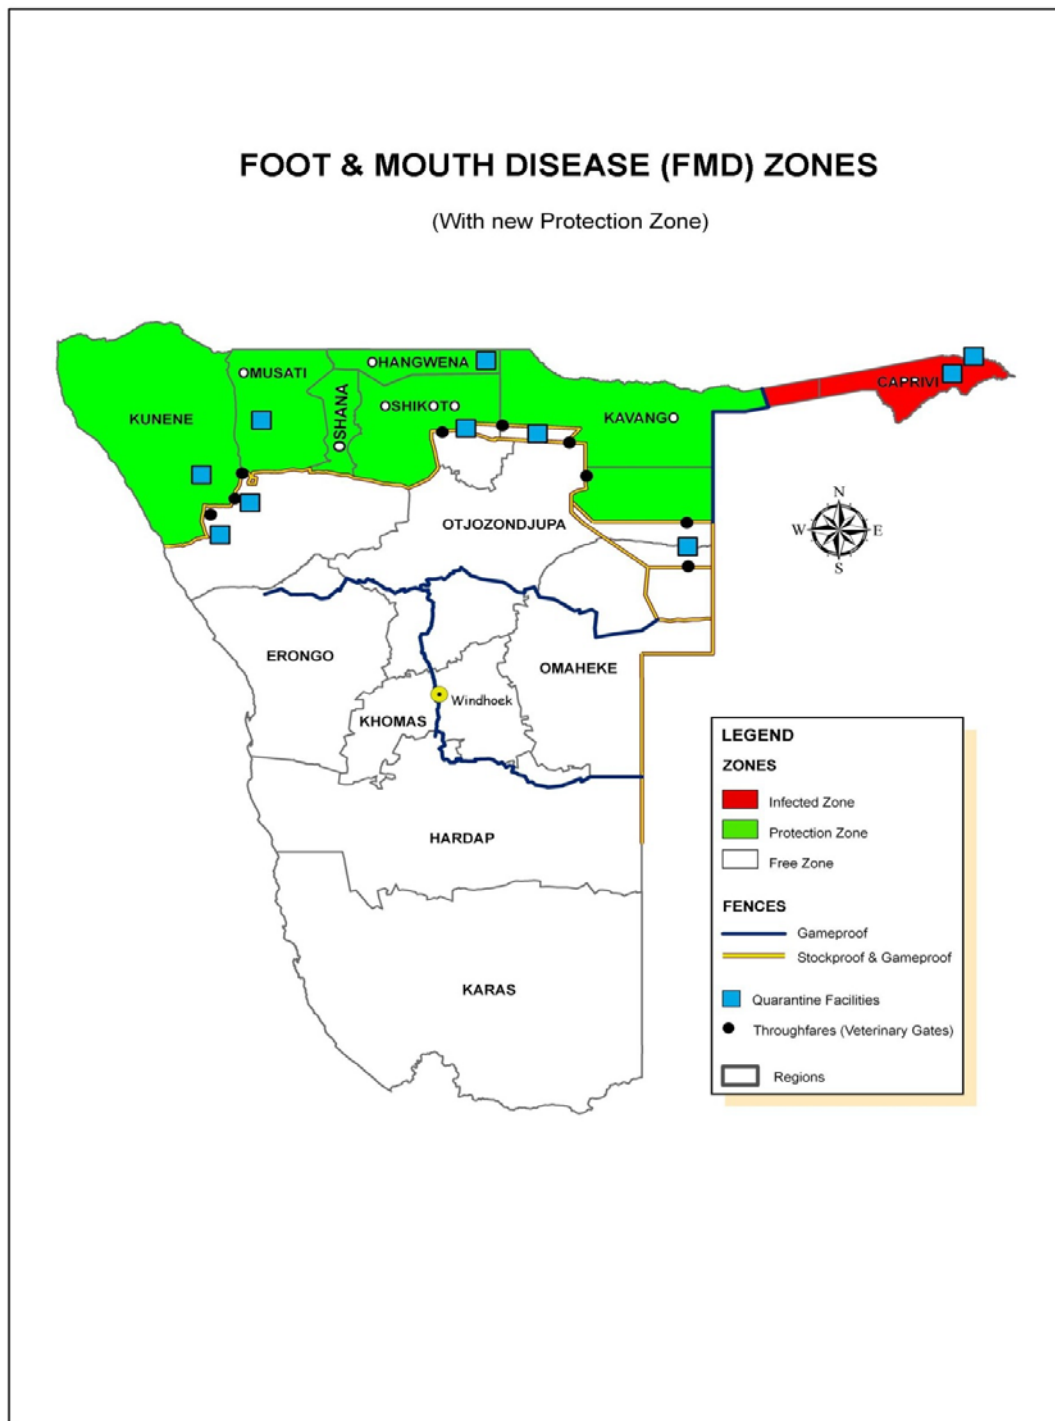 FOOT & MOUTH DISEASE (FMD) ZONES
(With new Protection Zone)
OHANGWENA
OMUSATI
CAPRIVI
KUNENE
OSHANA
OSHIKOTO
KAVANGO
N
W
E
S
OTJOZONDJUPA
ERONGO
OMAHEKE
Windhoek
KHOMAS
HARDAP
KARAS
LEGEND
ZONES
Infected Zone
Protection Zone
Free Zone
FENCES
Gameproof
Stockproof & Gameproof
Quarantine Facilities
Throughfares (Veterinary Gates)
Regions